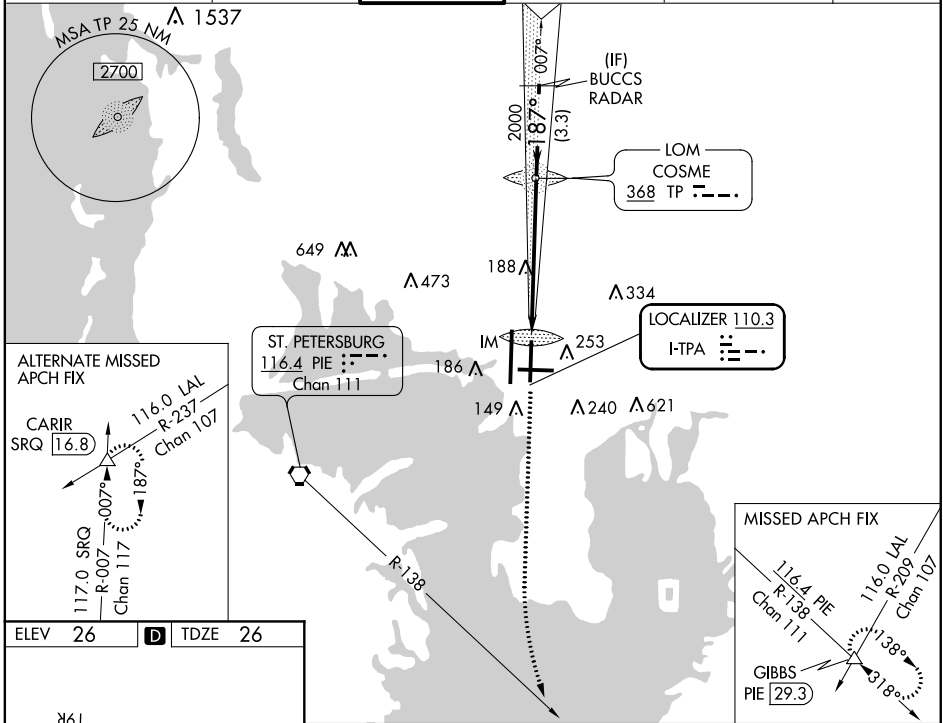 MSA TP 25 NM
2700
1537
007°
(IF)
BUCCS
RADAR
2000
187°
(3.3)
LOM
COSME
368 TP
649
473
188
334
LOCALIZER 110.3
I-TPA
IM
253
186
149
240
621
ST. PETERSBURG
116.4 PIE
Chan 111
R-138
ALTERNATE MISSED
APCH FIX
CARIR
SRQ 16.8
116.0 LAL
R-237
Chan 107
007°
187°
117.0 SRQ
R-007
Chan 117
MISSED APCH FIX
116.4 PIE
R-138
Chan 111
116.0 LAL
R-209
Chan 107
GIBBS
PIE 29.3
138°
318°
ELEV 26
D
TDZE 26
19R